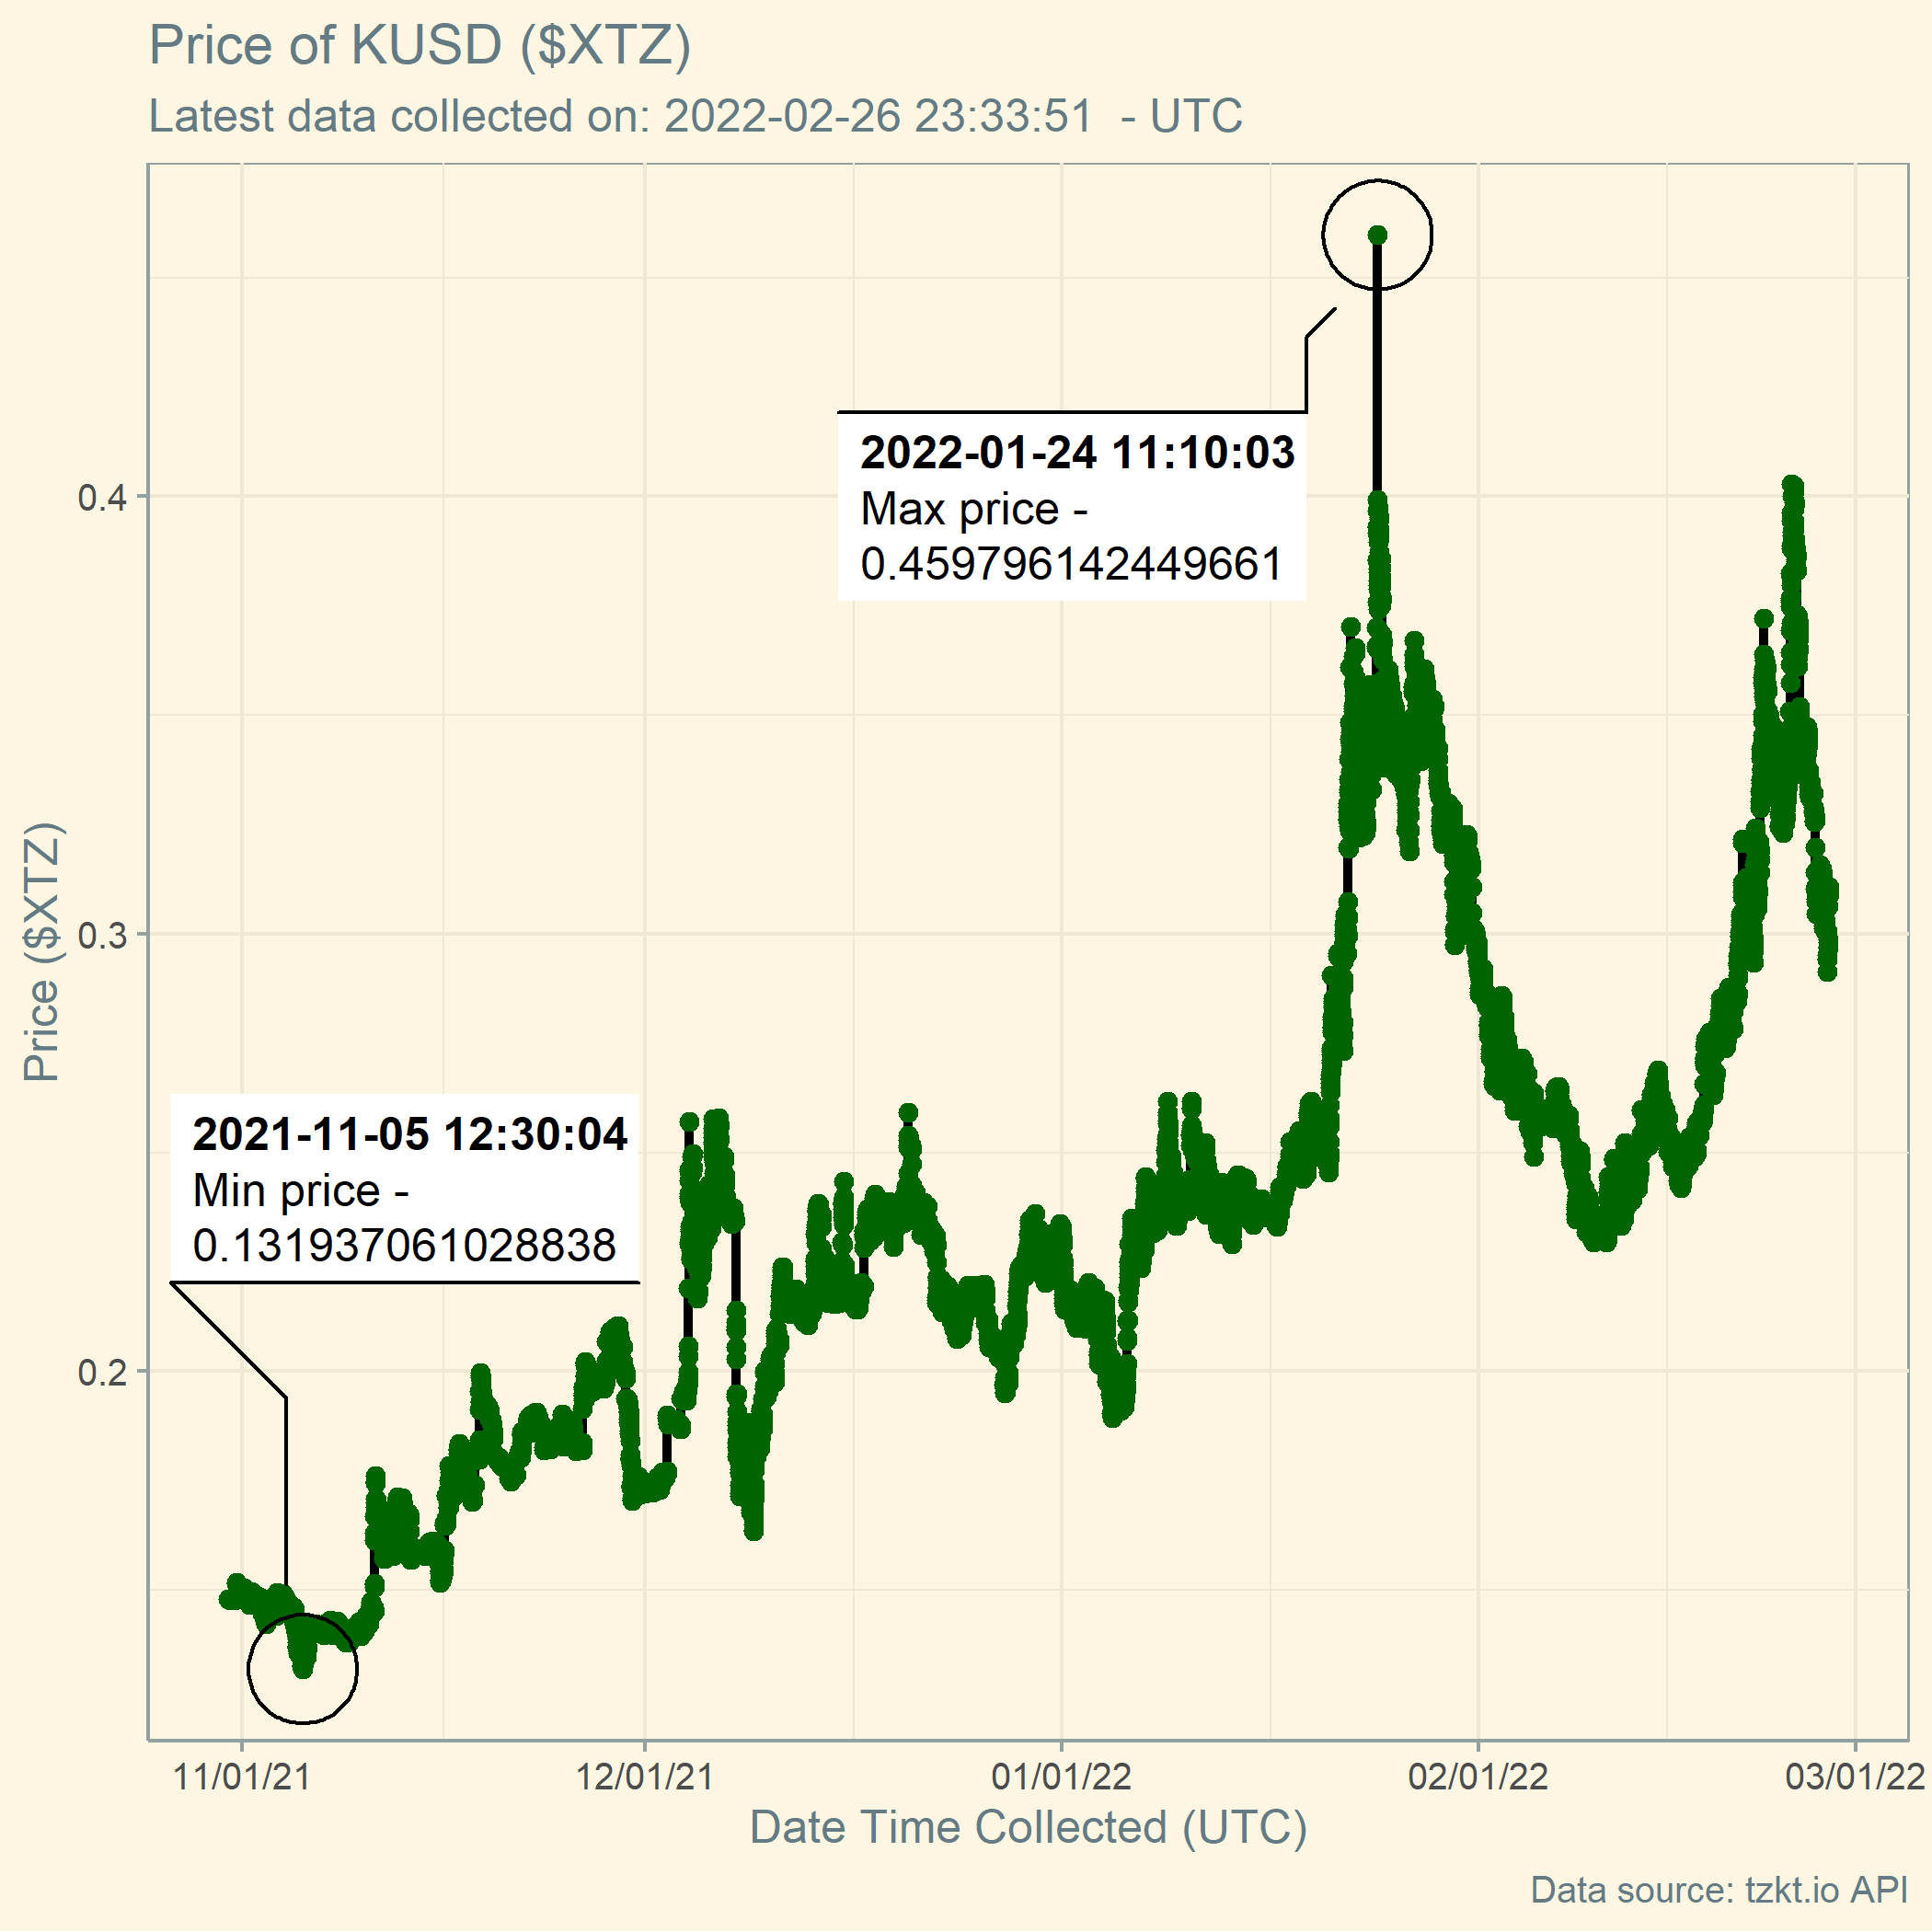 Price of KUSD ($XTZ)
Latest data collected on: 2022-02-26 23:33:51  - UTC
2022-01-24 11:10:03
Max price -
0.459796142449661
0.4
0.3
0.2
Price ($XTZ)
2021-11-05 12:30:04
Min price -
0.131937061028838
11/01/21
12/01/21
01/01/22
02/01/22
03/01/22
Date Time Collected (UTC)
Data source: tzkt.io API